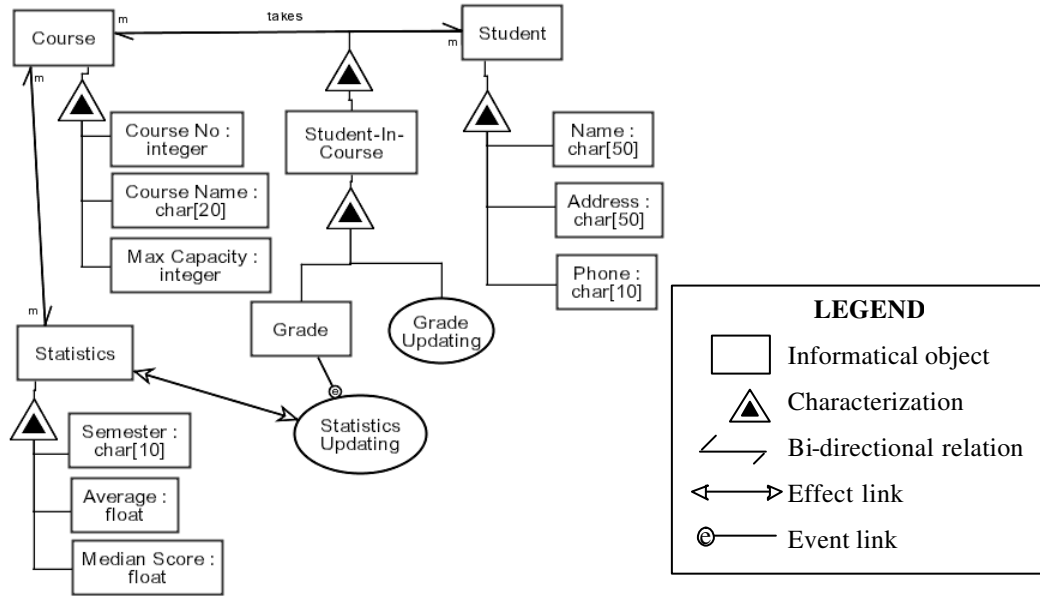 Course
m
takes
m
Student
m
Course No :
integer
Course Name :
char[20]
Max Capacity :
integer
Student-In-
Course
Name :
char[50]
Address :
char[50]
Phone :
char[10]
Grade
Grade
Updating
m
Statistics
e
Statistics
Updating
Semester :
char[10]
Average :
float
Median Score :
float
LEGEND
Informatical object
Characterization
Bi-directional relation
Effect link
e
Event link